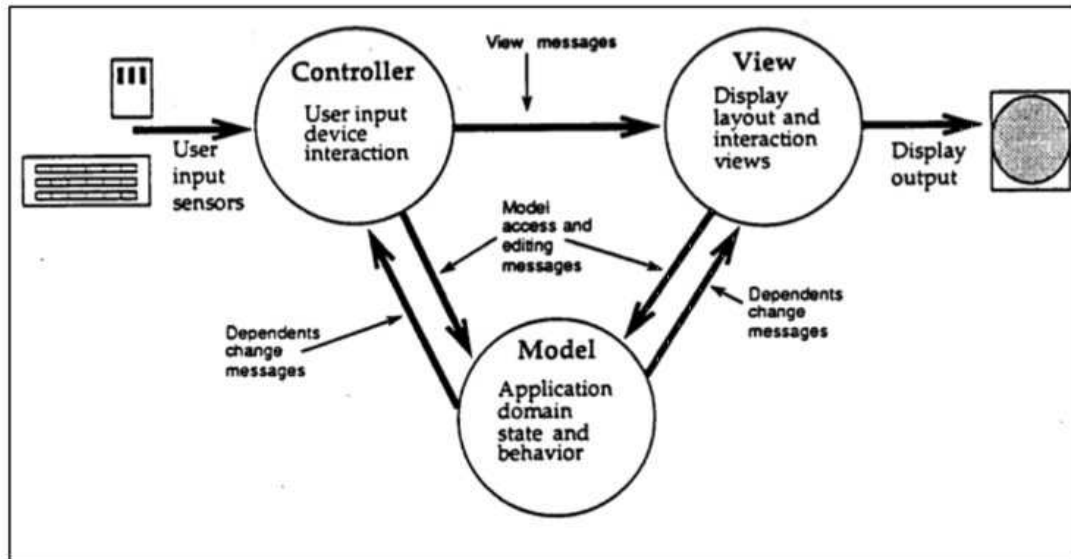 View messages
Controller
User input
device
interaction
View
Display
layout and
interaction
views
User
input
sensors
Display
output
Model
access and
editing
messages
Dependents
change
messages
Dependents
change
messages
Model
Application
domain
state and
behavior